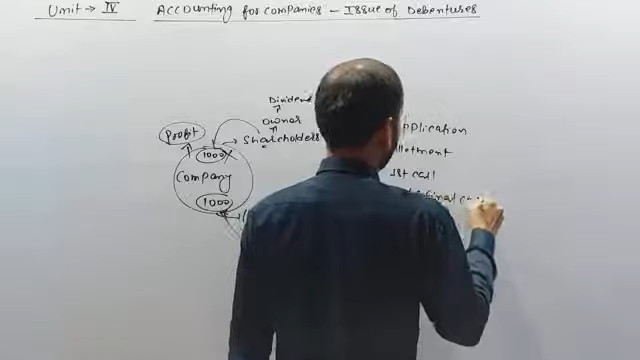 Unit → IV Accounting for Companies - Issue of Debentures
Dividend
Owner
Profit
Shareholders
1000
Company
1000
pplication
llotment
1st call
final